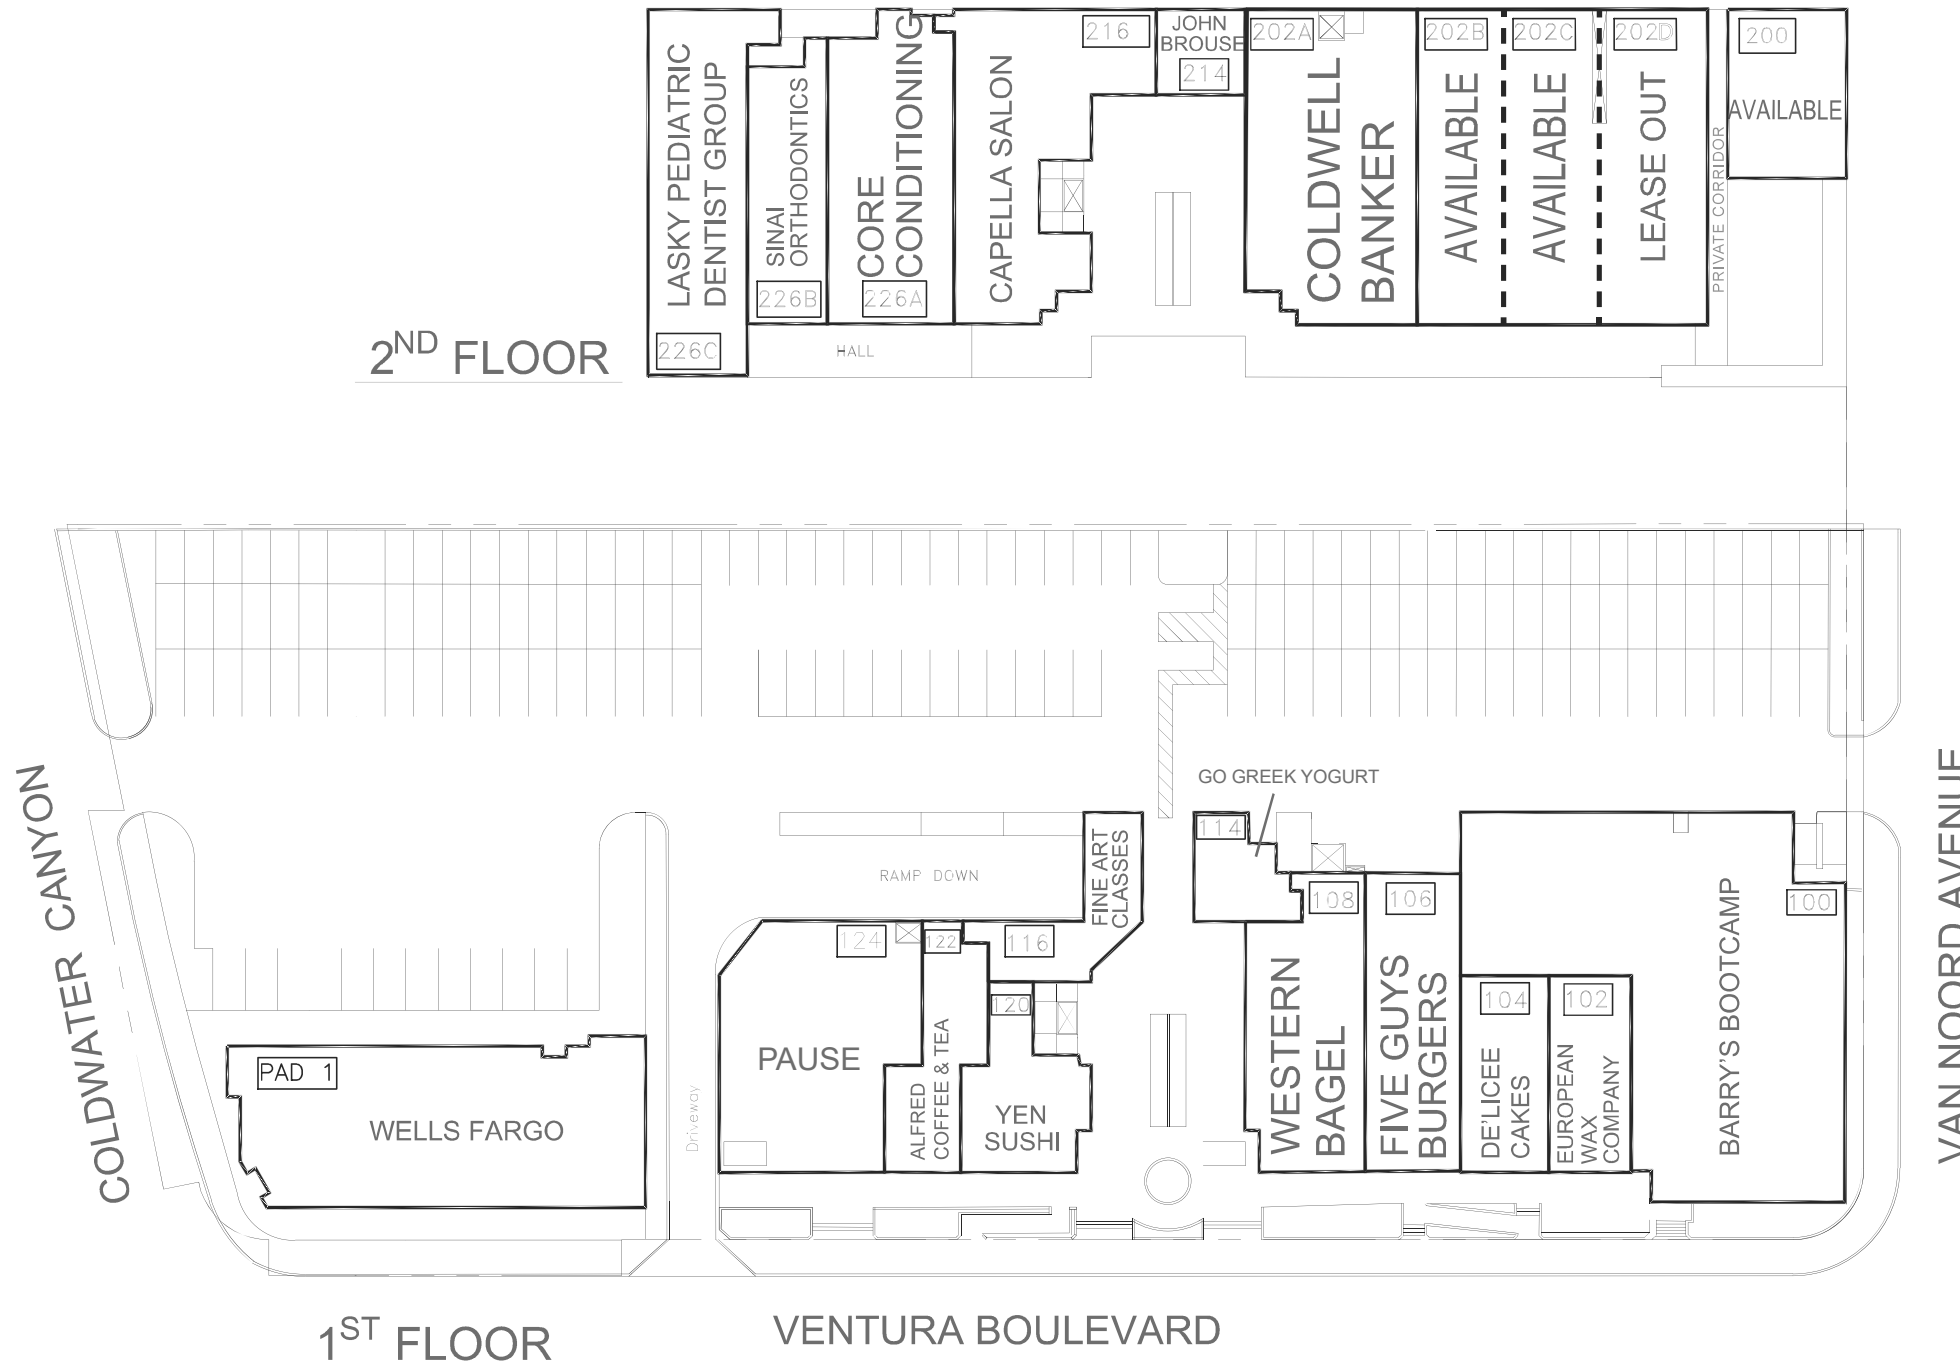 LASKY PEDIATRIC
DENTIST GROUP
226C
SINAI
ORTHODONTICS
226B
CORE
CONDITIONING
226A
CAPELLA SALON
216
JOHN
BROUSE
214
202A
COLDWELL
BANKER
202B
AVAILABLE
202C
AVAILABLE
202D
LEASE OUT
PRIVATE CORRIDOR
200
AVAILABLE
2ND FLOOR
HALL
COLDWATER CANYON
VAN NOORD AVENUE
GO GREEK YOGURT
114
RAMP DOWN
FINE ART
CLASSES
116
124
PAUSE
122
ALFRED
COFFEE & TEA
120
YEN
SUSHI
108
WESTERN
BAGEL
106
FIVE GUYS
BURGERS
104
DE'LICEE
CAKES
102
EUROPEAN
WAX
COMPANY
100
BARRY'S BOOTCAMP
PAD 1
WELLS FARGO
Driveway
1ST FLOOR
VENTURA BOULEVARD